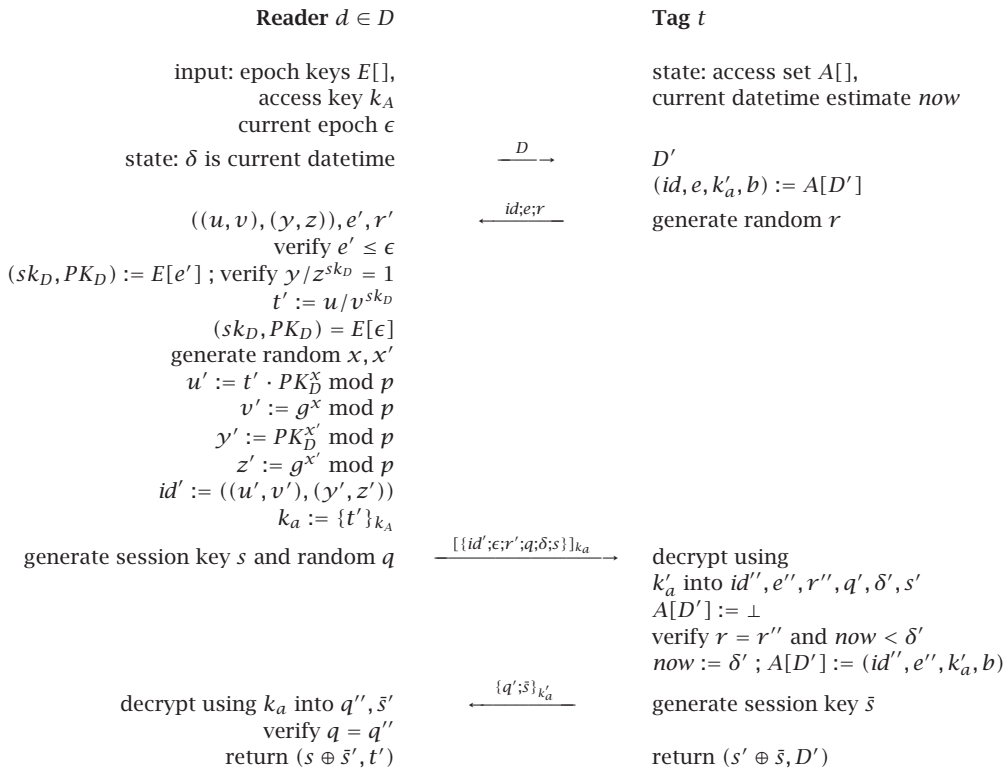 Reader d ∈ D Tag t
input: epoch keys E[], state: access set A[],
access key k_A current datetime estimate now
current epoch ϵ
state: δ is current datetime D D′
(id, e, k′_a, b) := A[D′]
((u, v), (y, z)), e′, r′ id;e;r generate random r
verify e′ ≤ ϵ
(sk_D, PK_D) := E[e′] ; verify y/z^{sk_D} = 1
t′ := u/v^{sk_D}
(sk_D, PK_D) = E[ϵ]
generate random x, x′
u′ := t′ · PK_D^x mod p
v′ := g^x mod p
y′ := PK_D^{x′} mod p
z′ := g^{x′} mod p
id′ := ((u′, v′), (y′, z′))
k_a := {t′}_{k_A}
generate session key s and random q [{id′;ϵ;r′;q;δ;s}]_{k_a} decrypt using
k′_a into id′′, e′′, r′′, q′, δ′, s′
A[D′] := ⊥
verify r = r′′ and now < δ′
now := δ′ ; A[D′] := (id′′, e′′, k′_a, b)
decrypt using k_a into q′′, s̄′ {q′;s̄}_{k′_a} generate session key s̄
verify q = q′′
return (s ⊕ s̄′, t′) return (s′ ⊕ s̄, D′)